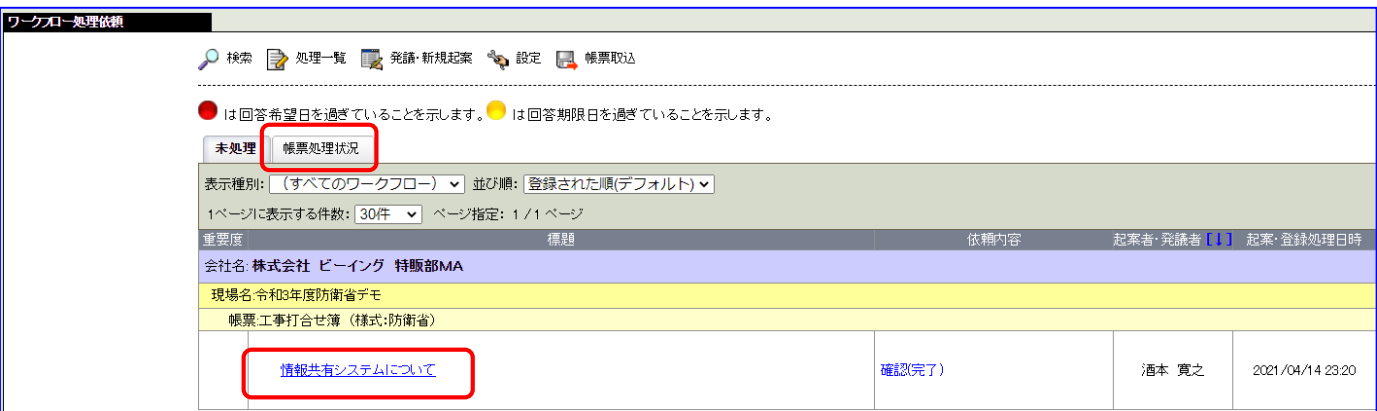 ワークフロー処理依頼
検索 処理一覧 発議・新規起案 設定 帳票取込
は回答希望日を過ぎていることを示します。 は回答期限日を過ぎていることを示します。
未処理 帳票処理状況
表示種別: (すべてのワークフロー) 並び順: 登録された順(デフォルト)
1ページに表示する件数: 30件 ページ指定: 1 / 1 ページ
重要度 標題 依頼内容 起案者・発議者 [↓] 起案・登録処理日時
会社名: 株式会社 ビーイング 特販部MA
現場名:令和3年度防衛省デモ
帳票:工事打合せ簿 (様式:防衛省)
情報共有システムについて 確認(完了) 酒本 寛之 2021/04/14 23:20